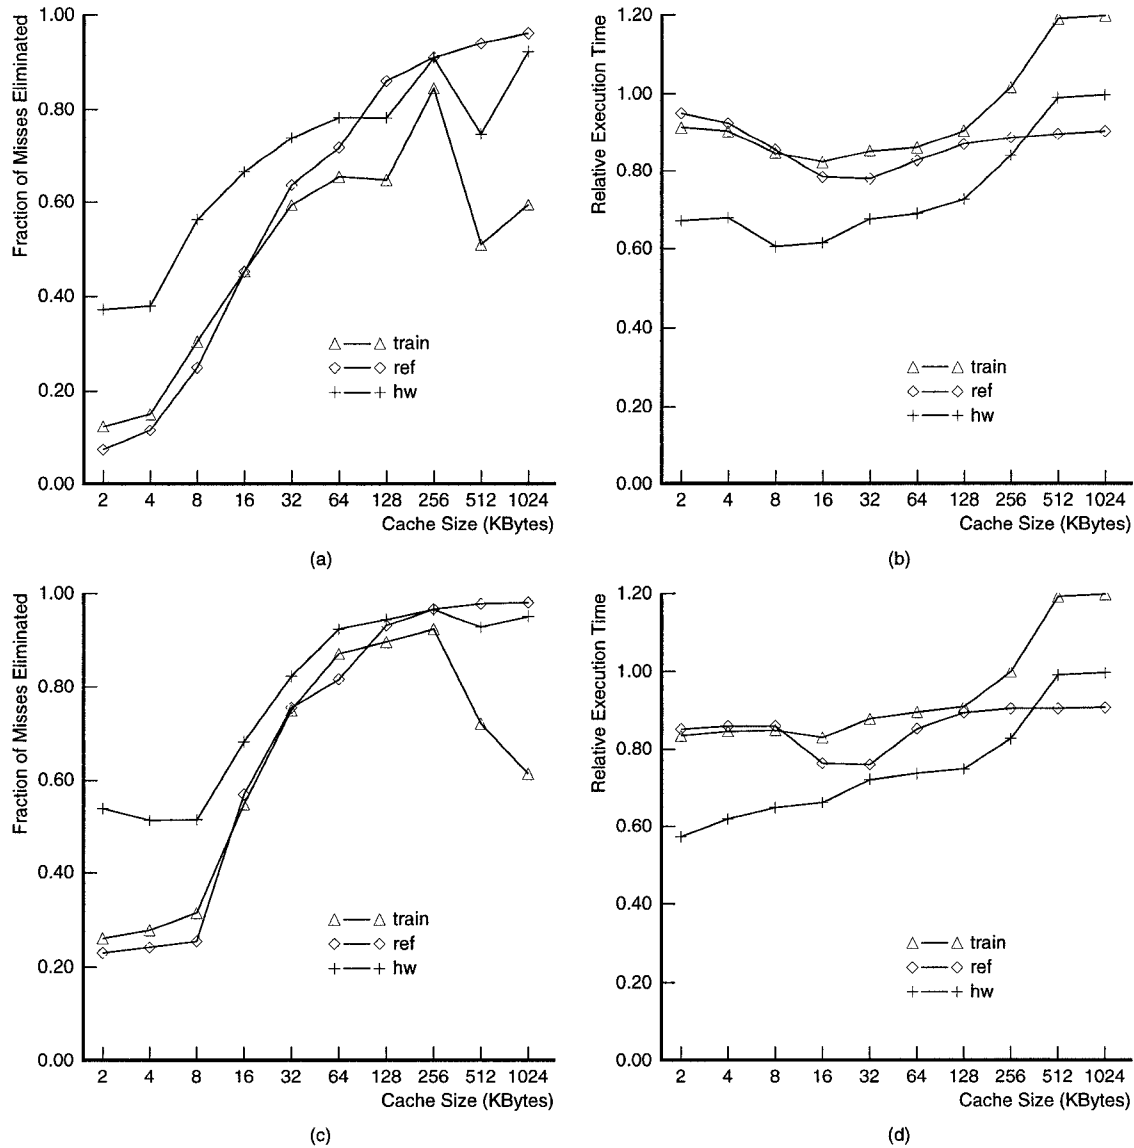 Fraction of Misses Eliminated
1.00
0.80
0.60
0.40
0.20
0.00
2 4 8 16 32 64 128 256 512 1024
Cache Size (KBytes)
train
ref
hw
(a)
Relative Execution Time
1.20
1.00
0.80
0.60
0.40
0.20
0.00
2 4 8 16 32 64 128 256 512 1024
Cache Size (KBytes)
train
ref
hw
(b)
Fraction of Misses Eliminated
1.00
0.80
0.60
0.40
0.20
0.00
2 4 8 16 32 64 128 256 512 1024
Cache Size (KBytes)
train
ref
hw
(c)
Relative Execution Time
1.20
1.00
0.80
0.60
0.40
0.20
0.00
2 4 8 16 32 64 128 256 512 1024
Cache Size (KBytes)
train
ref
hw
(d)